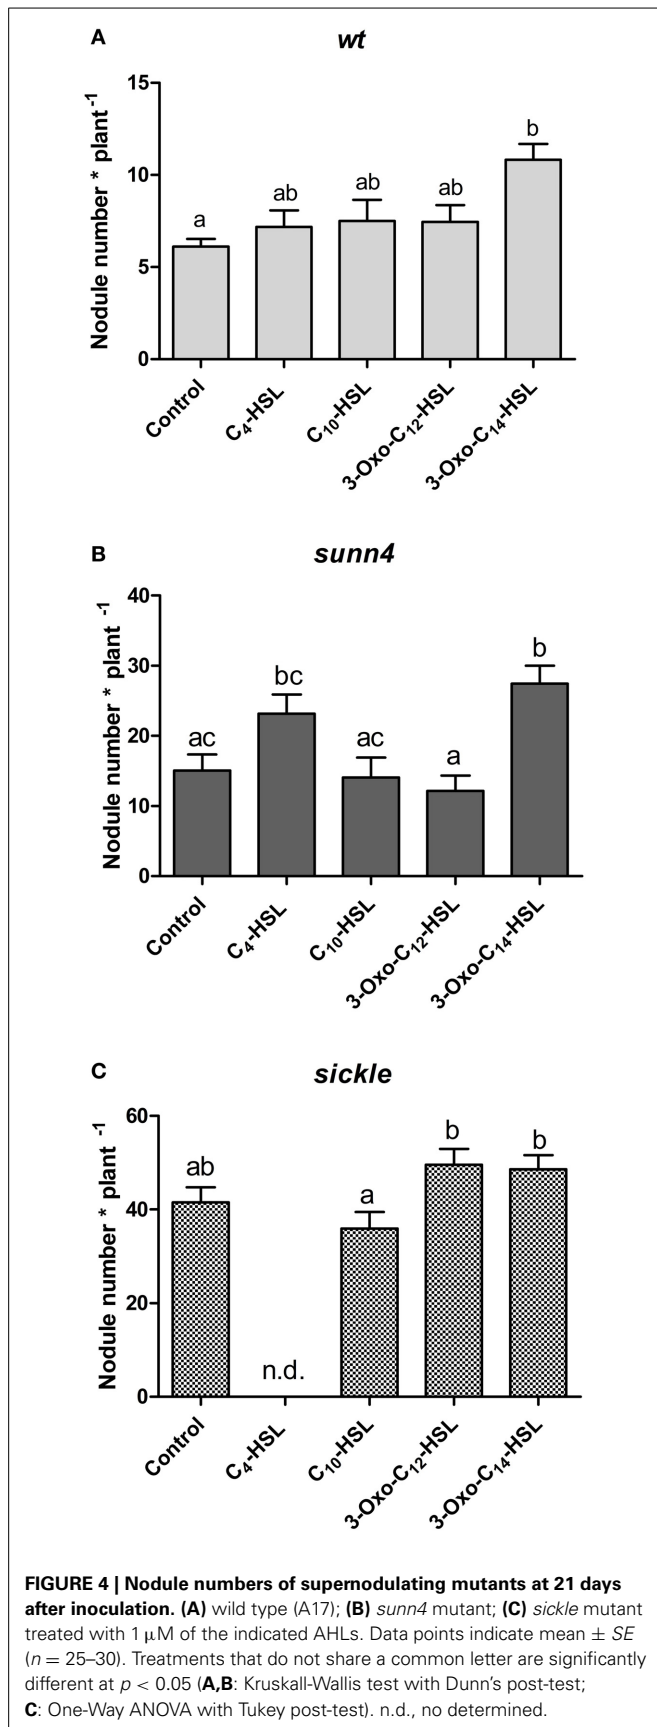 A
wt
Nodule number * plant -1
15
10
5
0
a
ab
ab
ab
b
Control
C4-HSL
C10-HSL
3-Oxo-C12-HSL
3-Oxo-C14-HSL
B
sunn4
Nodule number * plant -1
40
30
20
10
0
ac
bc
ac
a
b
Control
C4-HSL
C10-HSL
3-Oxo-C12-HSL
3-Oxo-C14-HSL
C
sickle
Nodule number * plant -1
60
40
20
0
ab
n.d.
a
b
b
Control
C4-HSL
C10-HSL
3-Oxo-C12-HSL
3-Oxo-C14-HSL
FIGURE 4 | Nodule numbers of supernodulating mutants at 21 days
after inoculation. (A) wild type (A17); (B) sunn4 mutant; (C) sickle mutant
treated with 1 μM of the indicated AHLs. Data points indicate mean ± SE
(n = 25–30). Treatments that do not share a common letter are significantly
different at p < 0.05 (A,B: Kruskall-Wallis test with Dunn's post-test;
C: One-Way ANOVA with Tukey post-test). n.d., no determined.